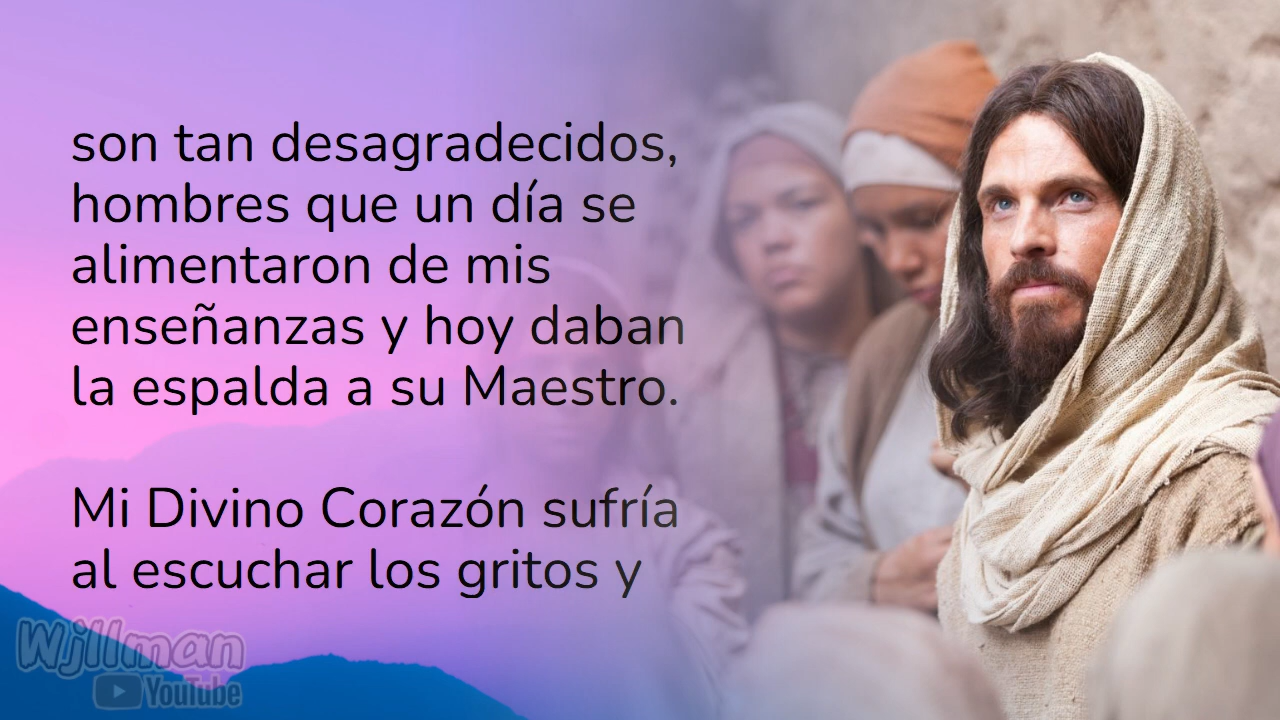 son tan desagradecidos,
hombres que un día se
alimentaron de mis
enseñanzas y hoy daban
la espalda a su Maestro.
Mi Divino Corazón sufría
al escuchar los gritos y
Wjllman
YouTube